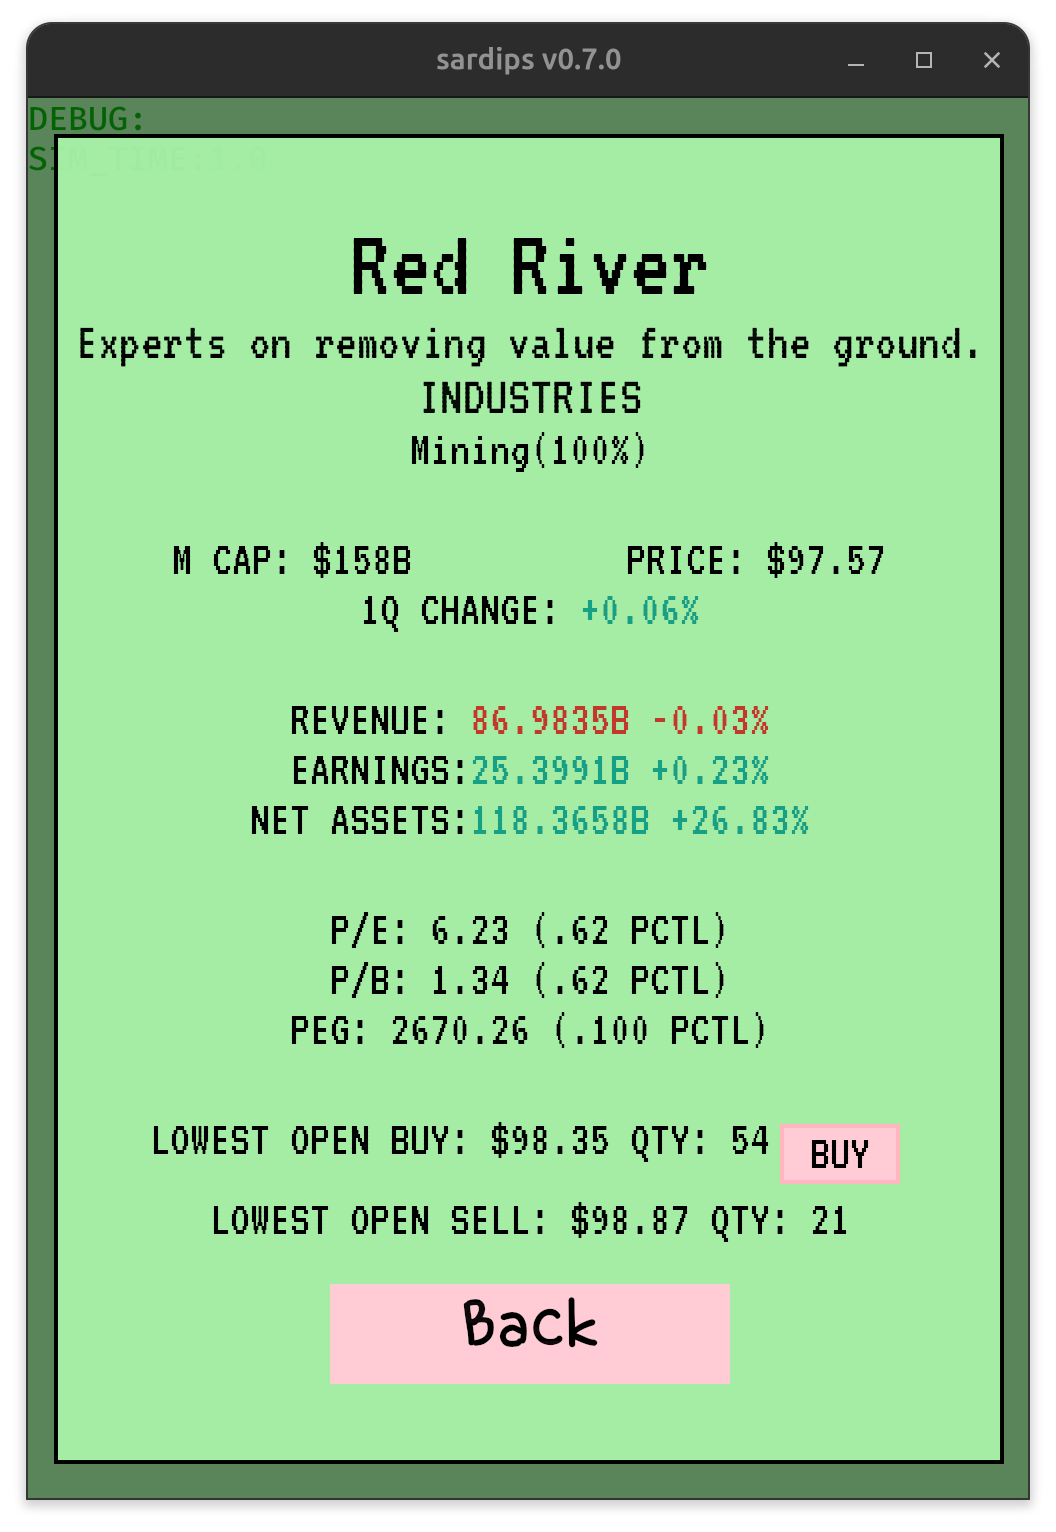 sardips v0.7.0
DEBUG:
SIM_TIME:1.0
Red River
Experts on removing value from the ground.
INDUSTRIES
Mining(100%)
M CAP: $158B PRICE: $97.57
1Q CHANGE: +0.06%
REVENUE: 86.9835B -0.03%
EARNINGS:25.3991B +0.23%
NET ASSETS:118.3658B +26.83%
P/E: 6.23 (.62 PCTL)
P/B: 1.34 (.62 PCTL)
PEG: 2670.26 (.100 PCTL)
LOWEST OPEN BUY: $98.35 QTY: 54 BUY
LOWEST OPEN SELL: $98.87 QTY: 21
Back